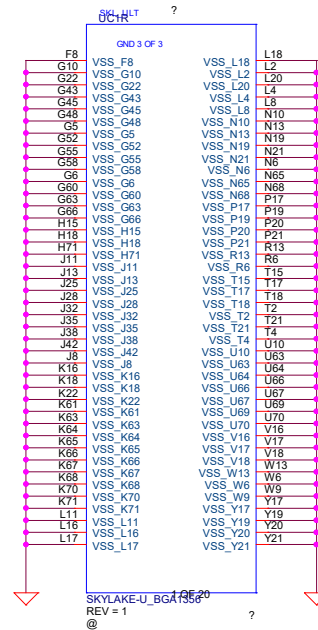 SKL_ULT
?
UC1R
GND 3 OF 3
F8 VSS_F8 VSS_L18 L18
G10 VSS_G10 VSS_L2 L2
G22 VSS_G22 VSS_L20 L20
G43 VSS_G43 VSS_L4 L4
G45 VSS_G45 VSS_L8 L8
G48 VSS_G48 VSS_N10 N10
G5 VSS_G5 VSS_N13 N13
G52 VSS_G52 VSS_N19 N19
G55 VSS_G55 VSS_N21 N21
G58 VSS_G58 VSS_N6 N6
G6 VSS_G6 VSS_N65 N65
G60 VSS_G60 VSS_N68 N68
G63 VSS_G63 VSS_P17 P17
G66 VSS_G66 VSS_P19 P19
H15 VSS_H15 VSS_P20 P20
H18 VSS_H18 VSS_P21 P21
H71 VSS_H71 VSS_R13 R13
J11 VSS_J11 VSS_R6 R6
J13 VSS_J13 VSS_T15 T15
J25 VSS_J25 VSS_T17 T17
J28 VSS_J28 VSS_T18 T18
J32 VSS_J32 VSS_T2 T2
J35 VSS_J35 VSS_T21 T21
J38 VSS_J38 VSS_T4 T4
J42 VSS_J42 VSS_U10 U10
J8 VSS_J8 VSS_U63 U63
K16 VSS_K16 VSS_U64 U64
K18 VSS_K18 VSS_U66 U66
K22 VSS_K22 VSS_U67 U67
K61 VSS_K61 VSS_U69 U69
K63 VSS_K63 VSS_U70 U70
K64 VSS_K64 VSS_V16 V16
K65 VSS_K65 VSS_V17 V17
K66 VSS_K66 VSS_V18 V18
K67 VSS_K67 VSS_W13 W13
K68 VSS_K68 VSS_W6 W6
K70 VSS_K70 VSS_W9 W9
K71 VSS_K71 VSS_Y17 Y17
L11 VSS_L11 VSS_Y19 Y19
L16 VSS_L16 VSS_Y20 Y20
L17 VSS_L17 VSS_Y21 Y21
1 OF 20
SKYLAKE-U_BGA1356
REV = 1
?
@